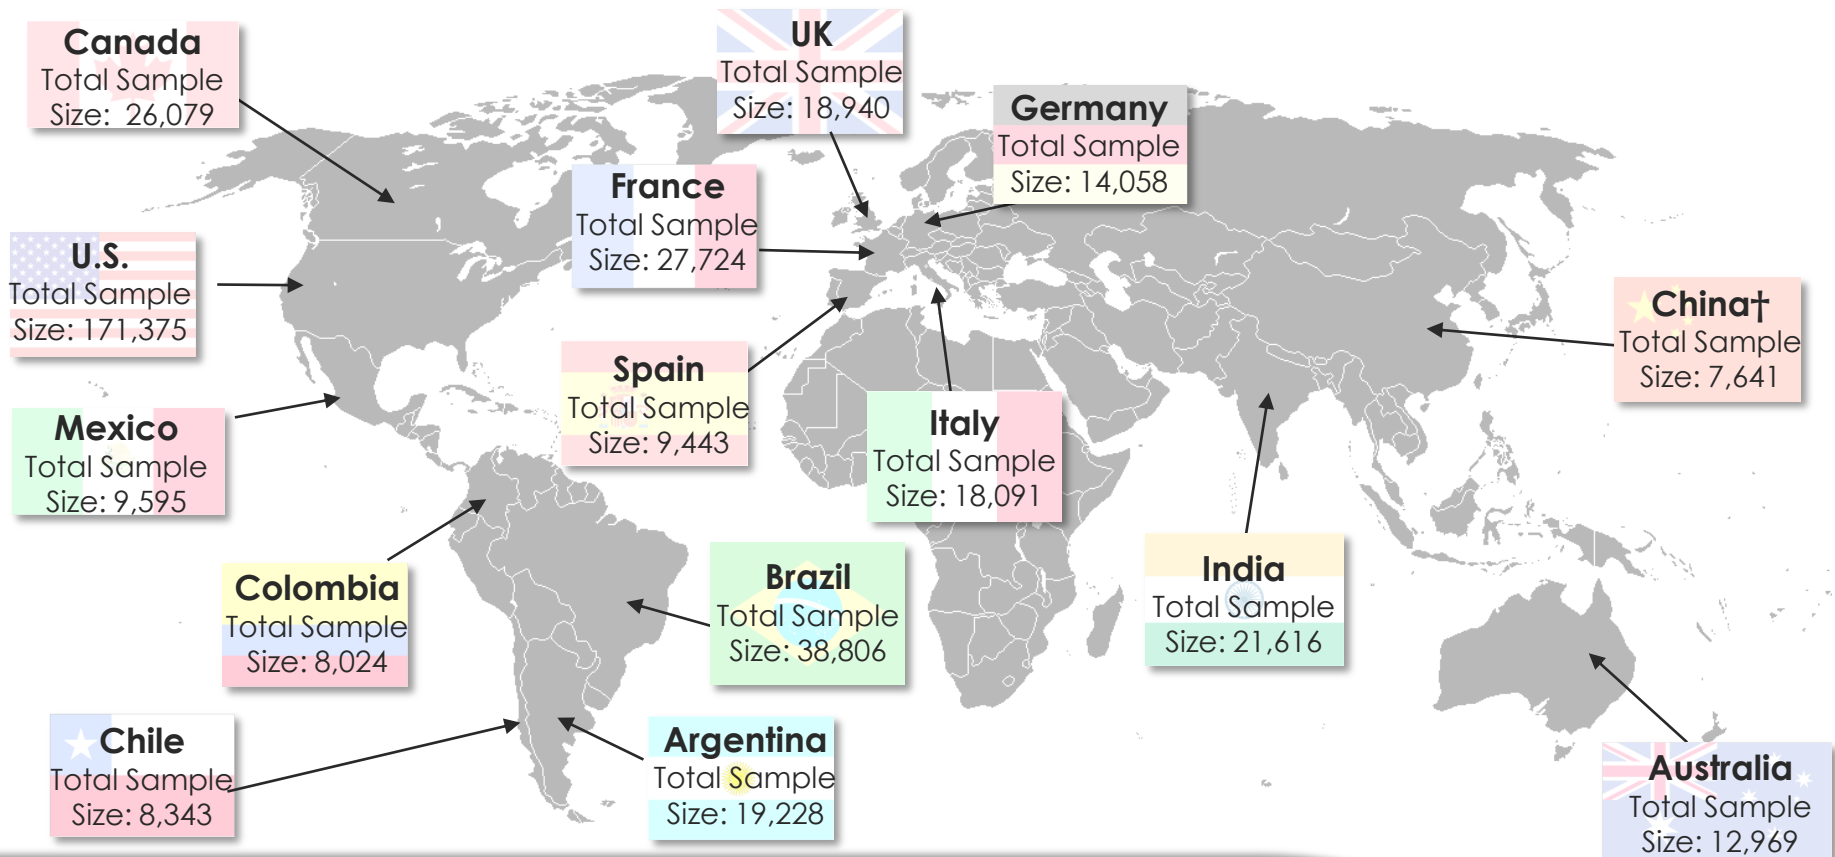 Canada
Total Sample
Size:  26,079
UK
Total Sample
Size: 18,940
Germany
Total Sample
Size: 14,058
France
Total Sample
Size: 27,724
U.S.
Total Sample
Size: 171,375
China†
Total Sample
Size: 7,641
Spain
Total Sample
Size: 9,443
Mexico
Total Sample
Size: 9,595
Italy
Total Sample
Size: 18,091
Colombia
Total Sample
Size: 8,024
Brazil
Total Sample
Size: 38,806
India
Total Sample
Size: 21,616
Chile
Total Sample
Size: 8,343
Argentina
Total Sample
Size: 19,228
Australia
Total Sample
Size: 12,969